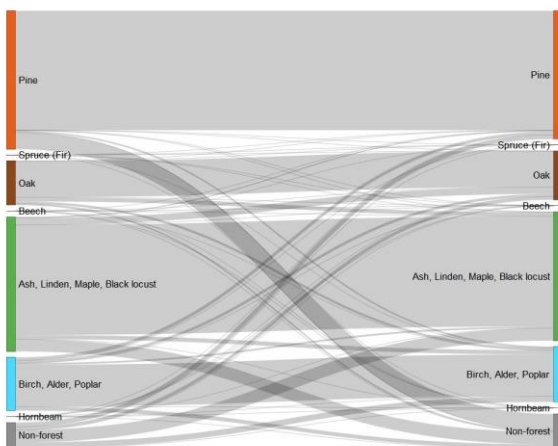 Pine
Pine
Spruce (Fir)
Spruce (Fir)
Oak
Oak
Beech
Beech
Ash, Linden, Maple, Black locust
Ash, Linden, Maple, Black locust
Birch, Alder, Poplar
Birch, Alder, Poplar
Hornbeam
Hornbeam
Non-forest
Non-forest